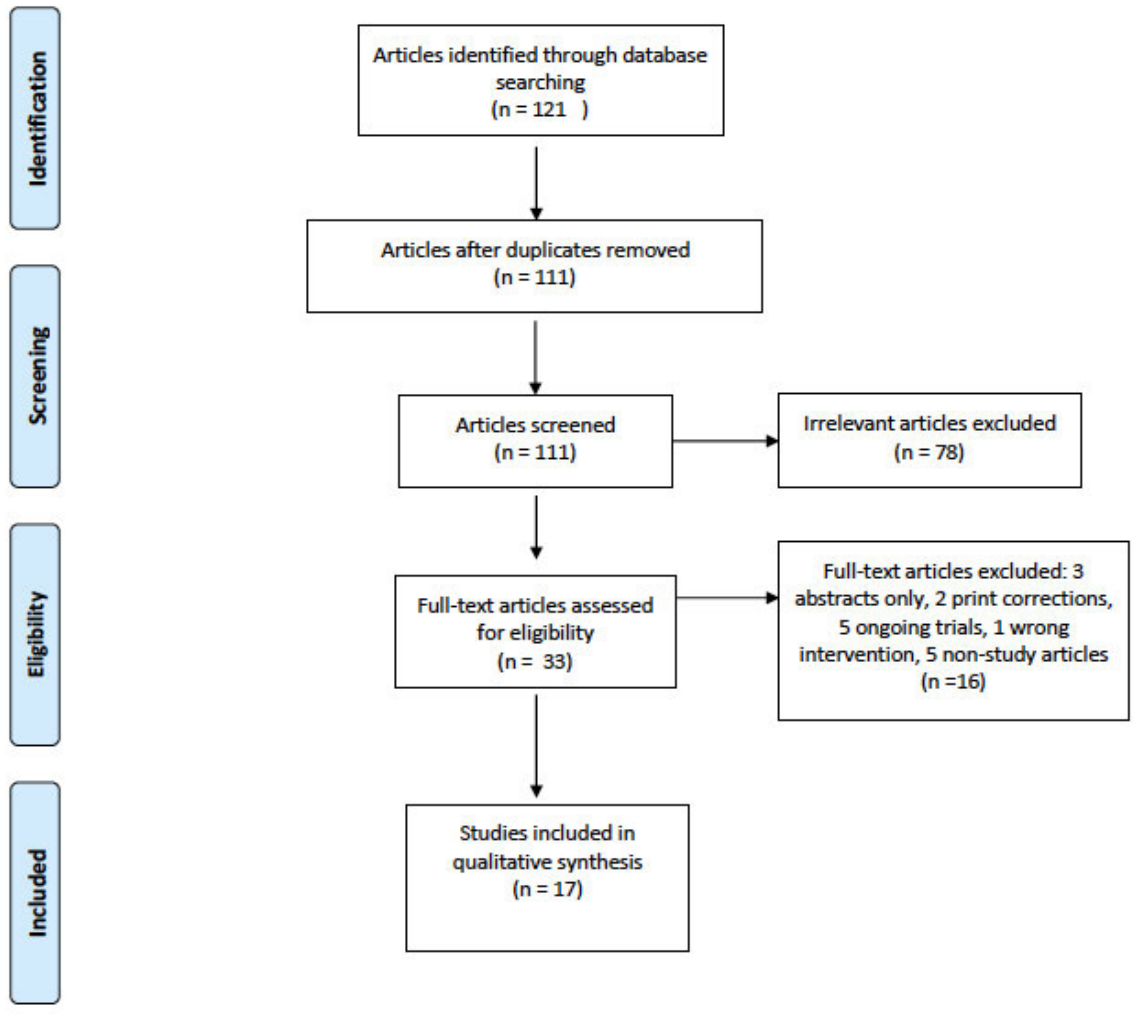 Identification
Articles identified through database
searching
(n = 121   )
Articles after duplicates removed
(n = 111)
Screening
Articles screened
(n = 111)
Irrelevant articles excluded
(n = 78)
Eligibility
Full-text articles assessed
for eligibility
(n =  33)
Full-text articles excluded: 3
abstracts only, 2 print corrections,
5 ongoing trials, 1 wrong
intervention, 5 non-study articles
(n =16)
Included
Studies included in
qualitative synthesis
(n = 17)